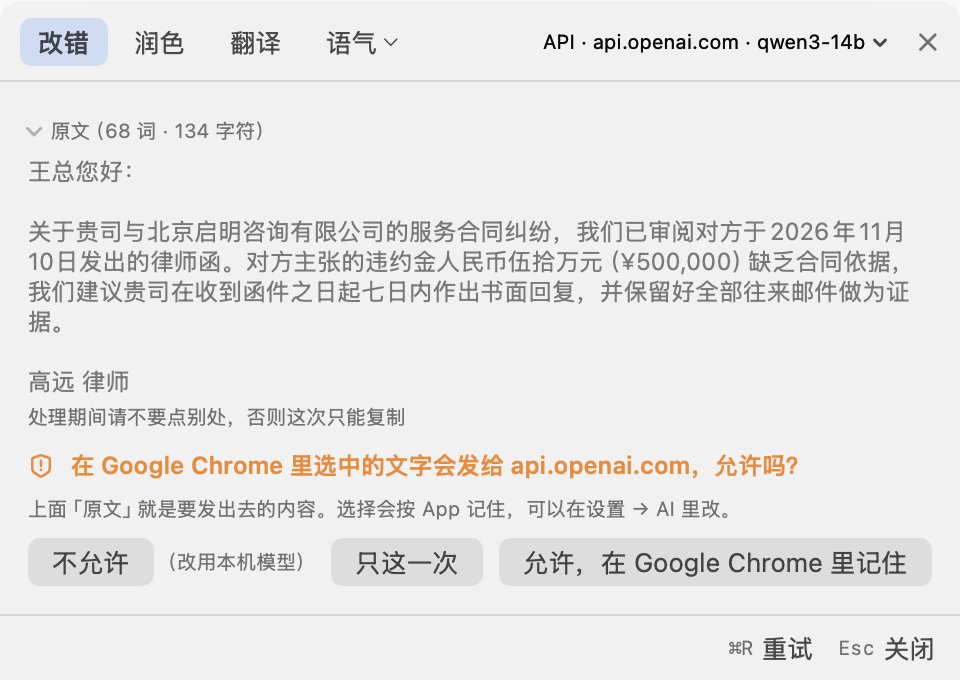 改错 润色 翻译 语气 API · api.openai.com · qwen3-14b
原文 (68 词 · 134 字符)
王总您好：
关于贵司与北京启明咨询有限公司的服务合同纠纷，我们已审阅对方于2026年11月
10日发出的律师函。对方主张的违约金人民币伍拾万元 (¥500,000) 缺乏合同依据，
我们建议贵司在收到函件之日起七日内作出书面回复，并保留好全部往来邮件做为证
据。
高远 律师
处理期间请不要点别处，否则这次只能复制
在 Google Chrome 里选中的文字会发给 api.openai.com，允许吗?
上面「原文」就是要发出去的内容。选择会按 App 记住，可以在设置 → AI 里改。
不允许 (改用本机模型) 只这一次 允许，在 Google Chrome 里记住
⌘R 重试 Esc 关闭